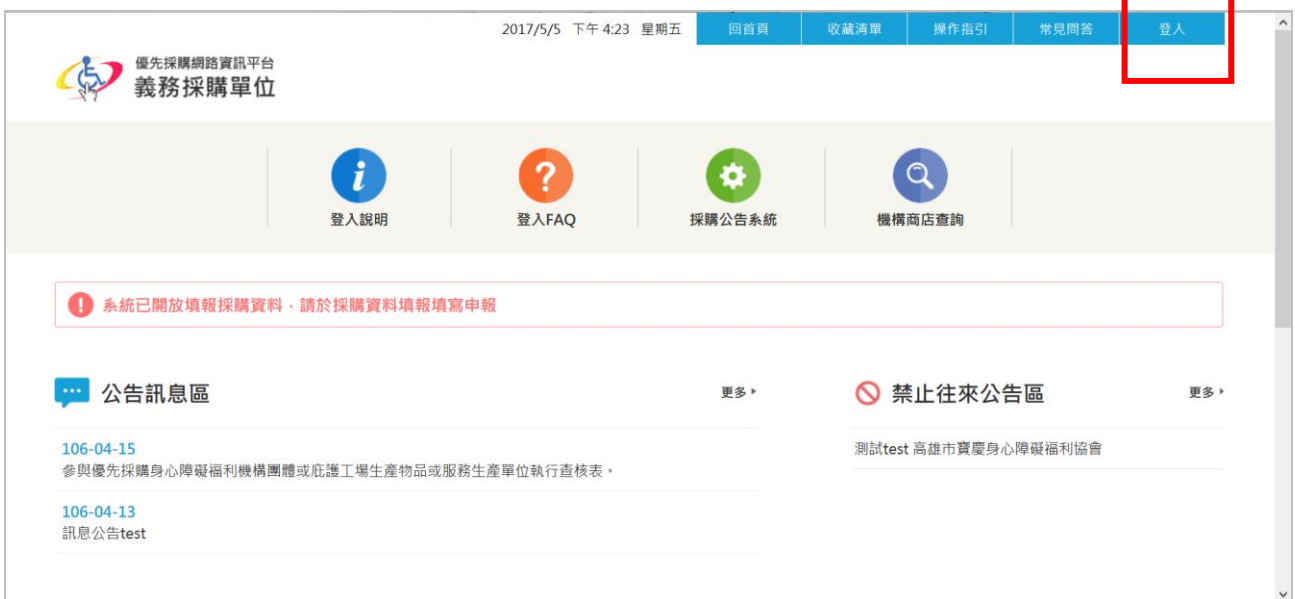 2017/5/5 下午 4:23 星期五 回首頁 收藏清單 操作指引 常見問答 登入
優先採購網路資訊平台
義務採購單位
登入說明 登入FAQ 採購公告系統 機構商店查詢
系統已開放填報採購資料，請於採購資料填報填寫申報
公告訊息區 更多
禁止往來公告區 更多
106-04-15
參與優先採購身心障礙福利機構團體或庇護工場生產物品或服務生產單位執行查核表。
測試test 高雄市寶慶身心障礙福利協會
106-04-13
訊息公告test